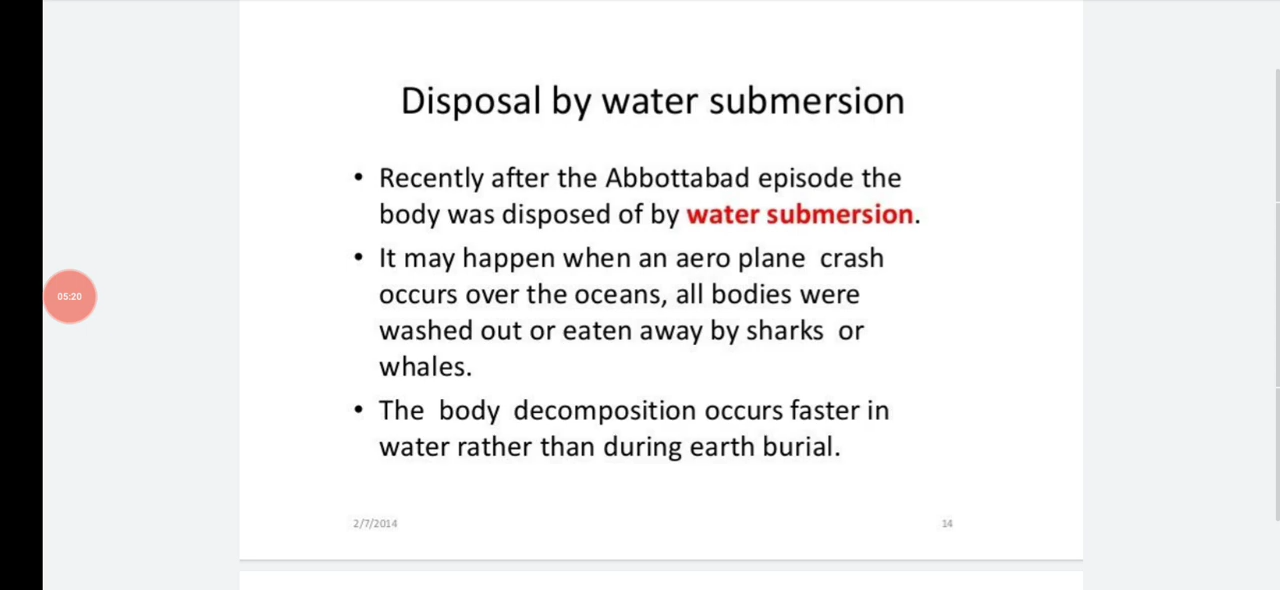 Disposal by water submersion
• Recently after the Abbottabad episode the
body was disposed of by water submersion.
• It may happen when an aero plane crash
occurs over the oceans, all bodies were
washed out or eaten away by sharks or
whales.
• The body decomposition occurs faster in
water rather than during earth burial.
05:20
2/7/2014
14